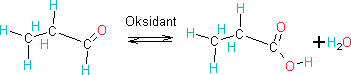 H
H C H O
H C H C
H
Oksidant
H
H C H O
H C H C
O-H
+ H₂O